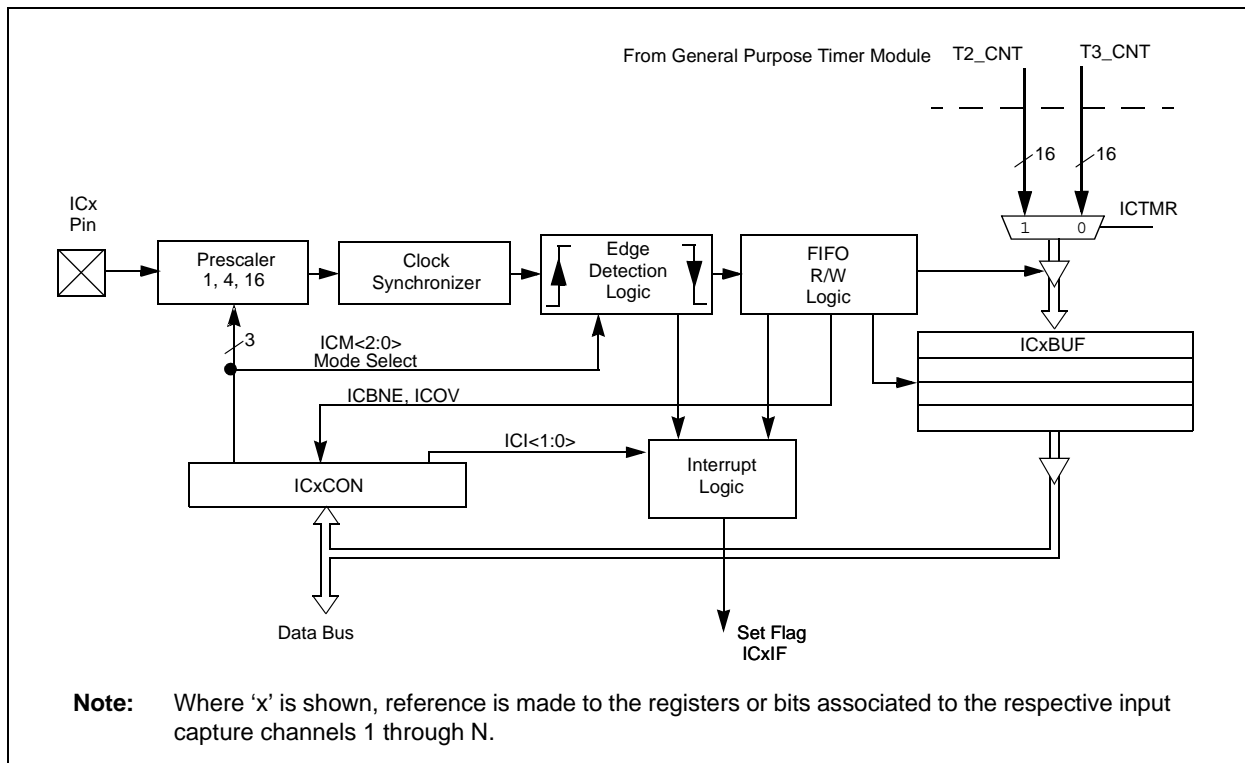 From General Purpose Timer Module
T2_CNT
T3_CNT
16
16
ICx
Pin
1 0
ICTMR
Prescaler
1, 4, 16
Clock
Synchronizer
Edge
Detection
Logic
FIFO
R/W
Logic
3
ICM<2:0>
Mode Select
ICxBUF
ICBNE, ICOV
ICI<1:0>
ICxCON
Interrupt
Logic
Data Bus
Set Flag
ICxIF
Note: Where ‘x’ is shown, reference is made to the registers or bits associated to the respective input
capture channels 1 through N.